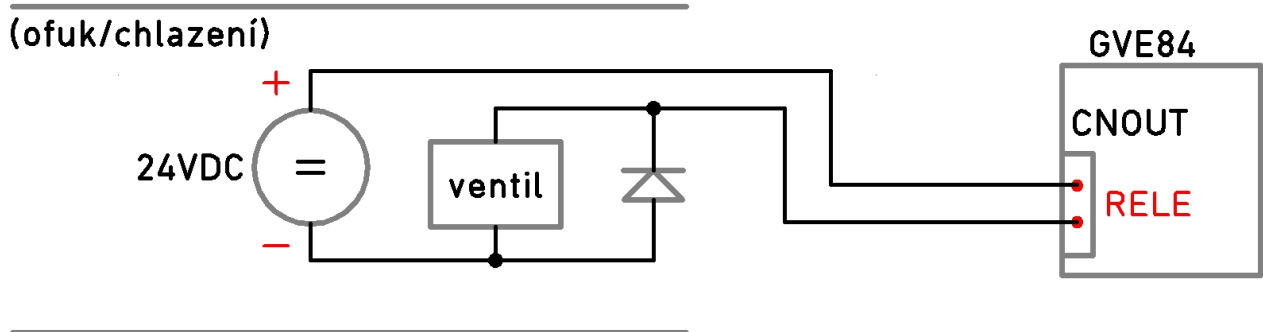 (ofuk/chlazení)
GVE84
+
CNOUT
24VDC
=
ventil
RELE
−